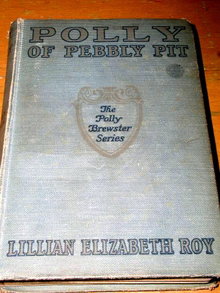 POLLY
OF PEBBLY PIT
The
Polly
Brewster
Series
LILLIAN ELIZABETH ROY